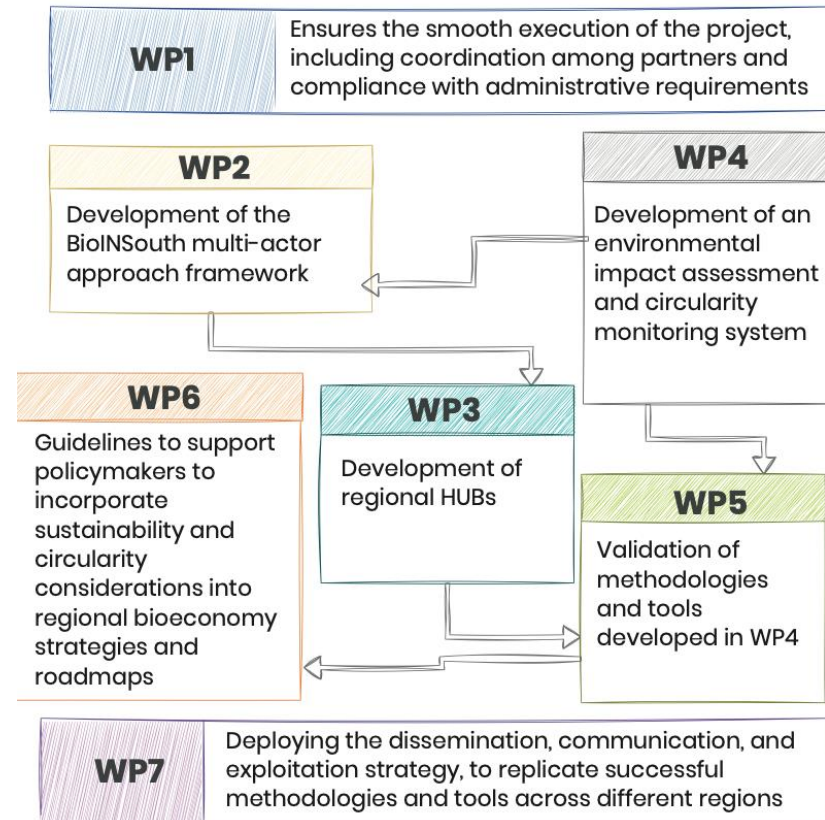 WP1
Ensures the smooth execution of the project,
including coordination among partners and
compliance with administrative requirements
WP2
Development of the
BioINSouth multi-actor
approach framework
WP4
Development of an
environmental
impact assessment
and circularity
monitoring system
WP6
Guidelines to support
policymakers to
incorporate
sustainability and
circularity
considerations into
regional bioeconomy
strategies and
roadmaps
WP3
Development of
regional HUBs
WP5
Validation of
methodologies
and tools
developed in WP4
WP7
Deploying the dissemination, communication, and
exploitation strategy, to replicate successful
methodologies and tools across different regions